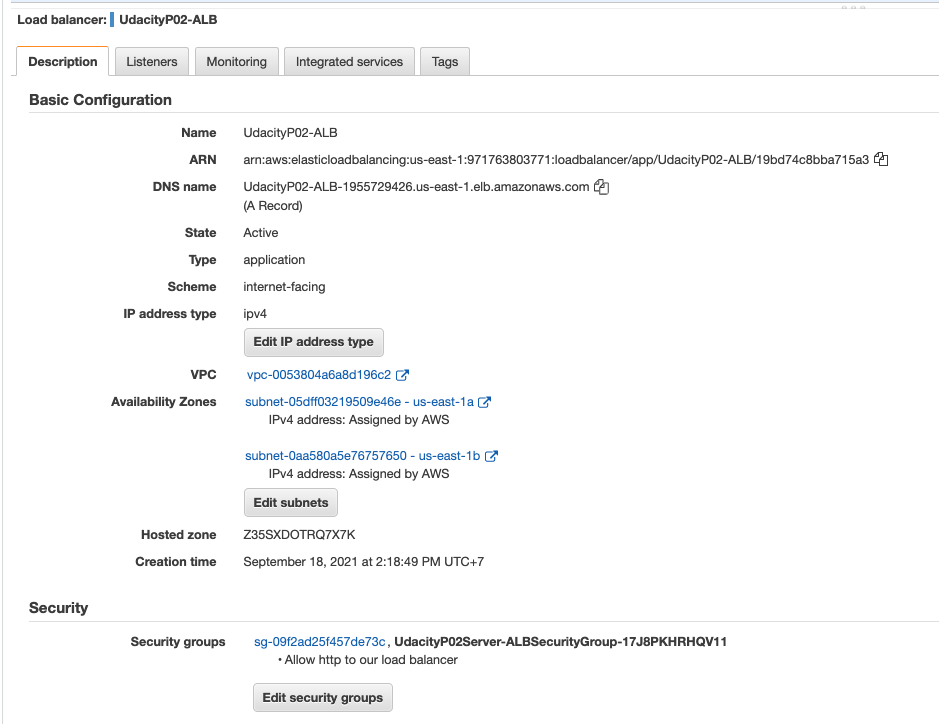 Load balancer: UdacityP02-ALB
Description Listeners Monitoring Integrated services Tags
Basic Configuration
Name UdacityP02-ALB
ARN arn:aws:elasticloadbalancing:us-east-1:971763803771:loadbalancer/app/UdacityP02-ALB/19bd74c8bba715a3
DNS name UdacityP02-ALB-1955729426.us-east-1.elb.amazonaws.com
(A Record)
State Active
Type application
Scheme internet-facing
IP address type ipv4
Edit IP address type
VPC vpc-0053804a6a8d196c2
Availability Zones subnet-05dff03219509e46e - us-east-1a
IPv4 address: Assigned by AWS
subnet-0aa580a5e76757650 - us-east-1b
IPv4 address: Assigned by AWS
Edit subnets
Hosted zone Z35SXDOTRQ7X7K
Creation time September 18, 2021 at 2:18:49 PM UTC+7
Security
Security groups sg-09f2ad25f457de73c, UdacityP02Server-ALBSecurityGroup-17J8PKHRHQV11
• Allow http to our load balancer
Edit security groups